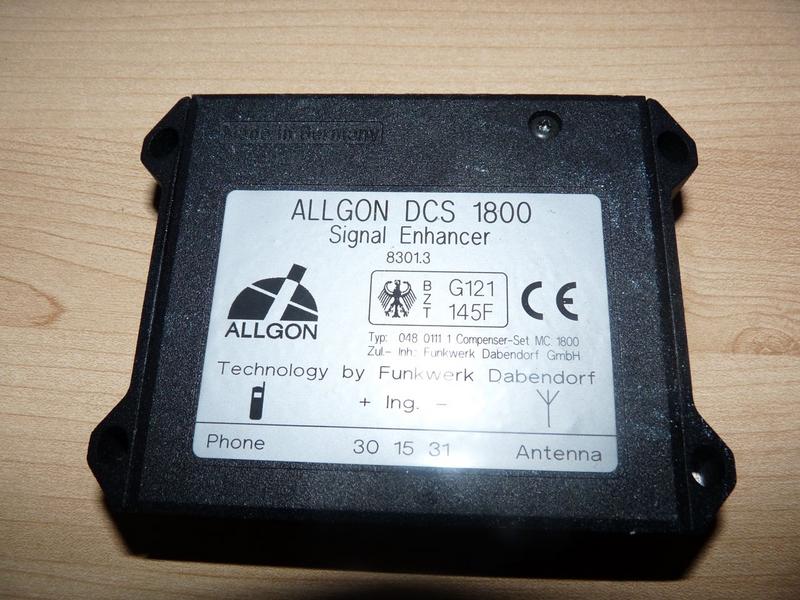 Made in Germany
ALLGON DCS 1800
Signal Enhancer
8301.3
BZT
G121
145F
CE
ALLGON
Typ: 048 0111 1 Compenser-Set MC 1800
Zul.- Inh: Funkwerk Dabendorf GmbH
Technology by Funkwerk Dabendorf
+ Ing. -
Phone 30 15 31 Antenna